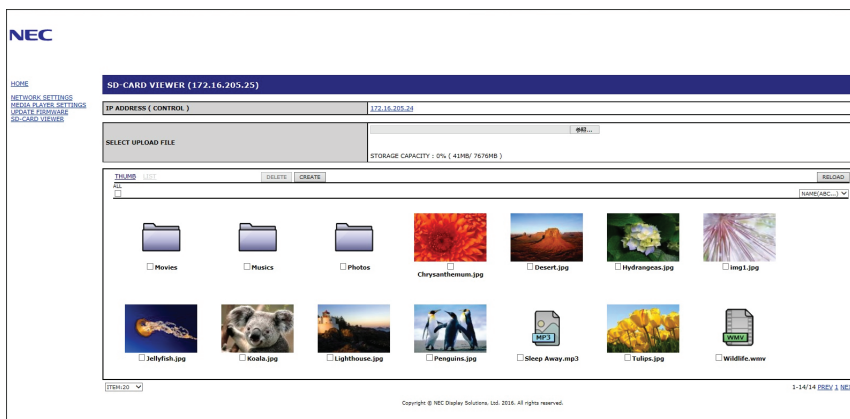 NEC
HOME
NETWORK SETTINGS
MEDIA PLAYER SETTINGS
UPDATE FIRMWARE
SD-CARD VIEWER
SD-CARD VIEWER (172.16.205.25)
IP ADDRESS ( CONTROL ) 172.16.205.24
SELECT UPLOAD FILE
参照...
STORAGE CAPACITY : 0% ( 41MB/ 7676MB )
THUMB LIST DELETE CREATE RELOAD
ALL
NAME(ABC...)
Movies Musics Photos Chrysanthemum.jpg Desert.jpg Hydrangeas.jpg img1.jpg
MP3 WMV
Jellyfish.jpg Koala.jpg Lighthouse.jpg Penguins.jpg Sleep Away.mp3 Tulips.jpg Wildlife.wmv
ITEM:20 1-14/14 PREV 1 NE
Copyright © NEC Display Solutions, Ltd. 2016. All rights reserved.